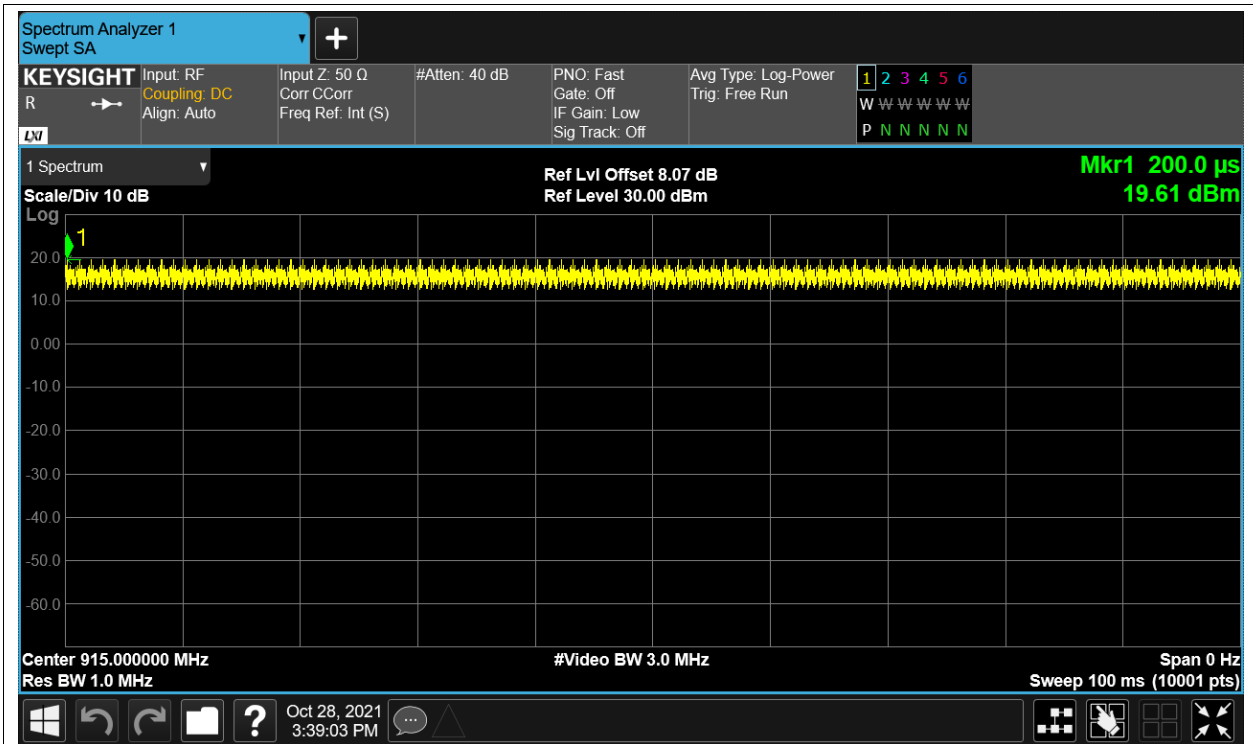 Spectrum Analyzer 1
Swept SA
KEYSIGHT
R
LXI
Input: RF
Coupling: DC
Align: Auto
Input Z: 50 Ω
Corr CCorr
Freq Ref: Int (S)
#Atten: 40 dB
PNO: Fast
Gate: Off
IF Gain: Low
Sig Track: Off
Avg Type: Log-Power
Trig: Free Run
1 2 3 4 5 6
W W W W W W
P N N N N N
1 Spectrum
Scale/Div 10 dB
Log
Ref Lvl Offset 8.07 dB
Ref Level 30.00 dBm
Mkr1 200.0 µs
19.61 dBm
1
20.0
10.0
0.00
-10.0
-20.0
-30.0
-40.0
-50.0
-60.0
Center 915.000000 MHz
Res BW 1.0 MHz
#Video BW 3.0 MHz
Span 0 Hz
Sweep 100 ms (10001 pts)
?
Oct 28, 2021
3:39:03 PM